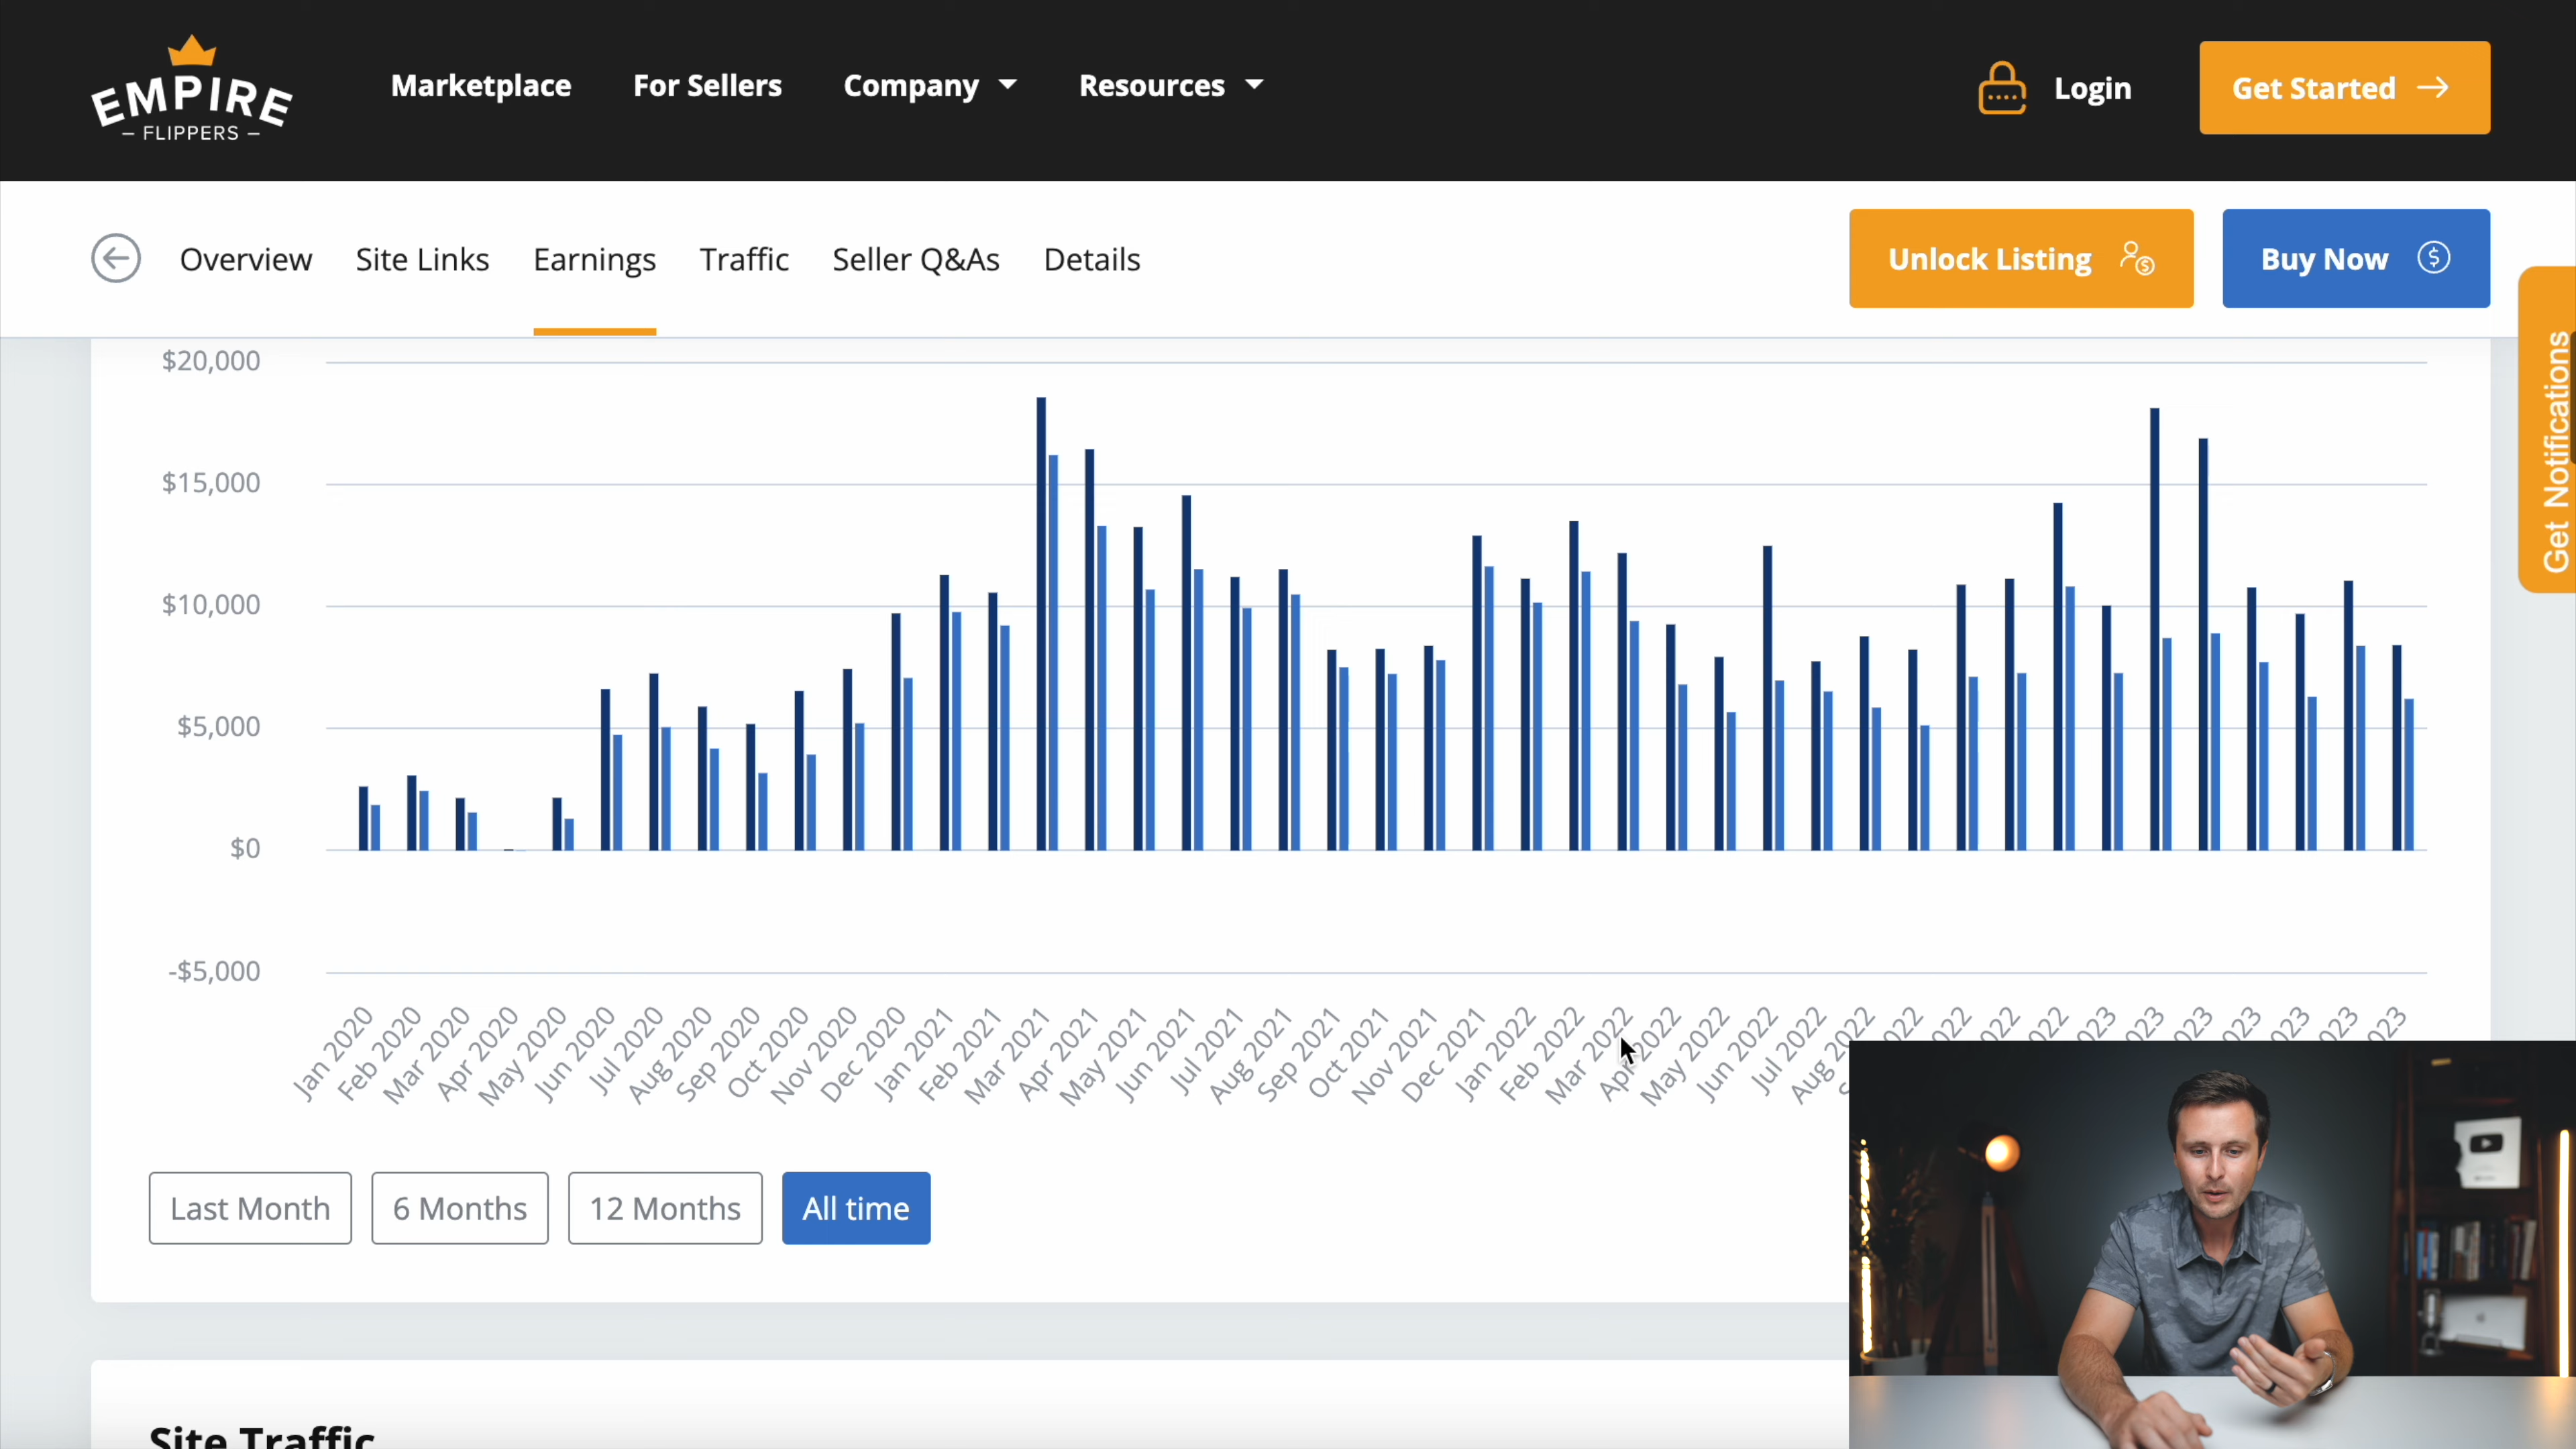 EMPIRE
– FLIPPERS –
Marketplace
For Sellers
Company
Resources
Login
Get Started
Overview
Site Links
Earnings
Traffic
Seller Q&As
Details
Unlock Listing
Buy Now
Get Notifications
$20,000
$15,000
$10,000
$5,000
$0
-$5,000
Jan 2020
Feb 2020
Mar 2020
Apr 2020
May 2020
Jun 2020
Jul 2020
Aug 2020
Sep 2020
Oct 2020
Nov 2020
Dec 2020
Jan 2021
Feb 2021
Mar 2021
Apr 2021
May 2021
Jun 2021
Jul 2021
Aug 2021
Sep 2021
Oct 2021
Nov 2021
Dec 2021
Jan 2022
Feb 2022
Mar 2022
Apr 2022
May 2022
Jun 2022
Jul 2022
Aug 2022
Last Month
6 Months
12 Months
All time
Site Traffic